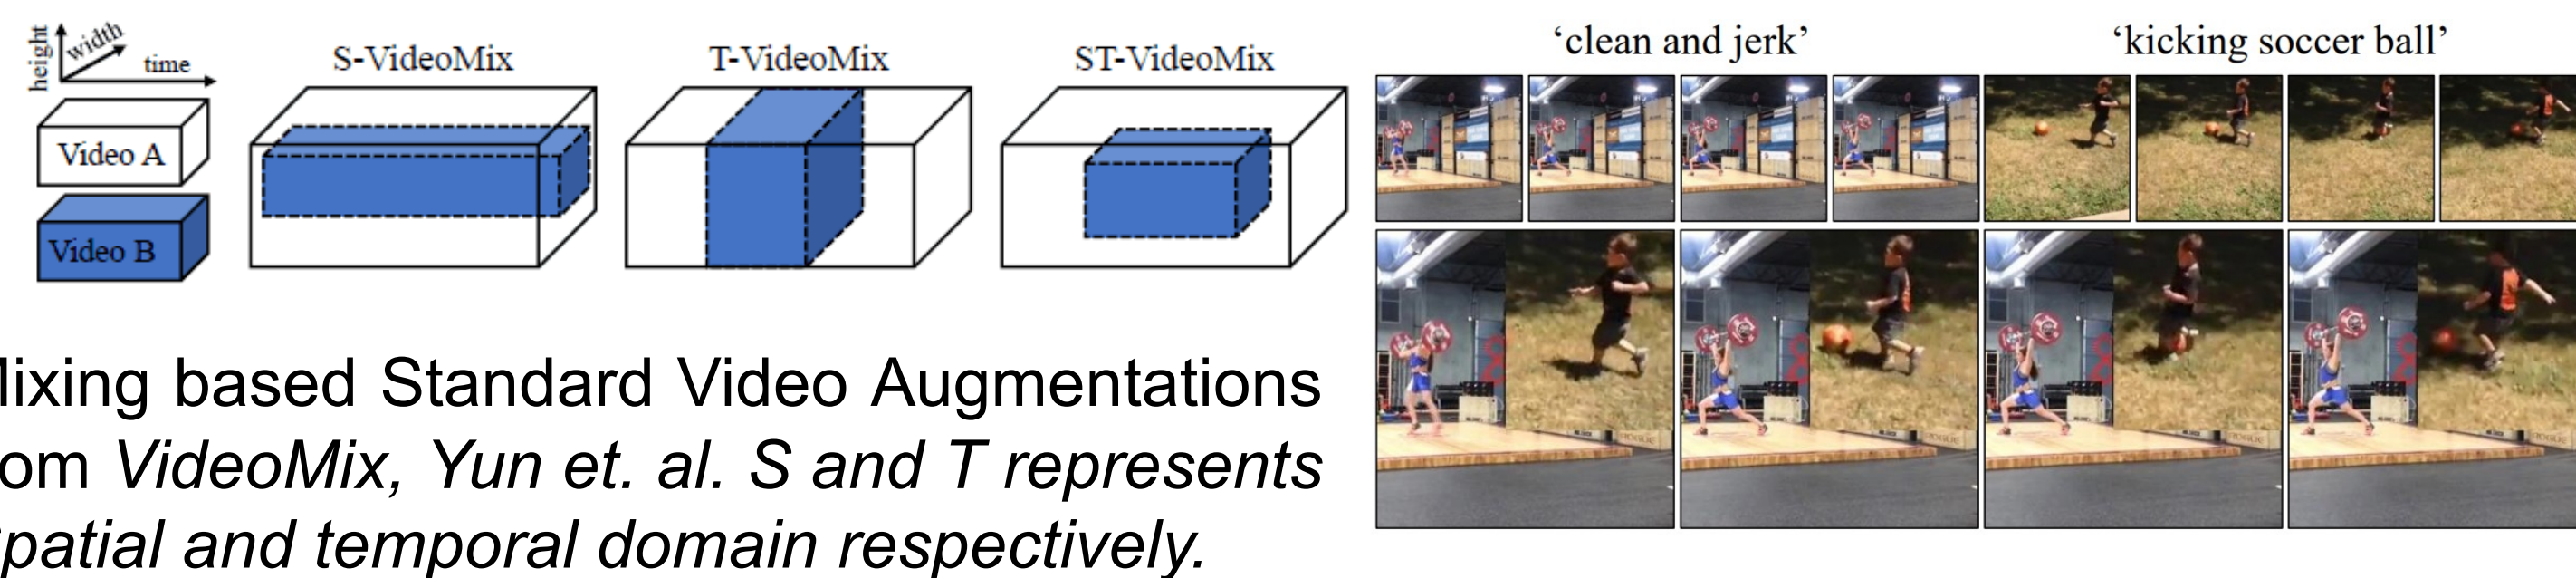 height
width
time
Video A
Video B
S-VideoMix
T-VideoMix
ST-VideoMix
‘clean and jerk’
‘kicking soccer ball’
ixing based Standard Video Augmentations
om VideoMix, Yun et. al. S and T represents
patial and temporal domain respectively.